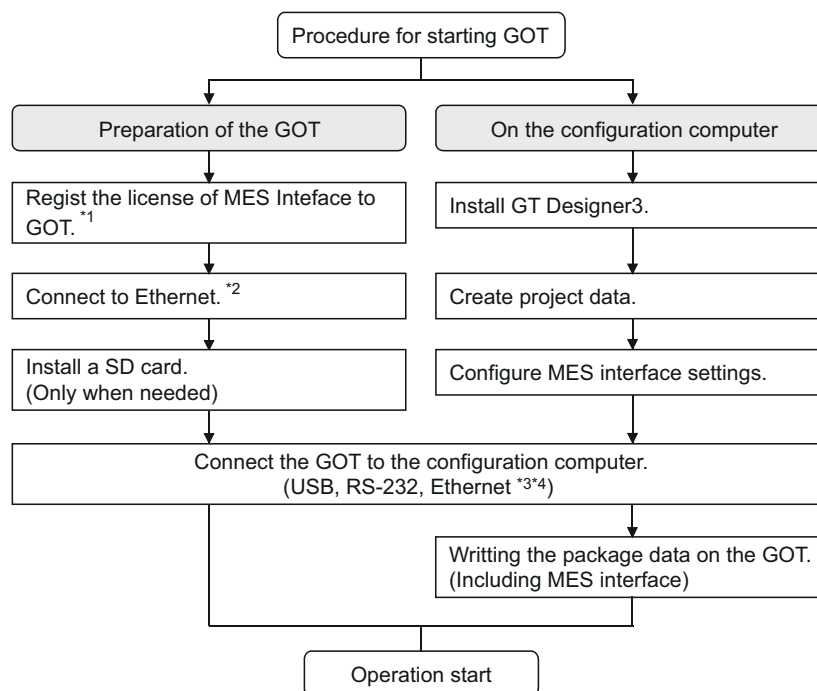 Procedure for starting GOT
Preparation of the GOT
On the configuration computer
Regist the license of MES Inteface to
GOT. *1
Install GT Designer3.
Connect to Ethernet. *2
Create project data.
Install a SD card.
(Only when needed)
Configure MES interface settings.
Connect the GOT to the configuration computer.
(USB, RS-232, Ethernet *3*4)
Writting the package data on the GOT.
(Including MES interface)
Operation start